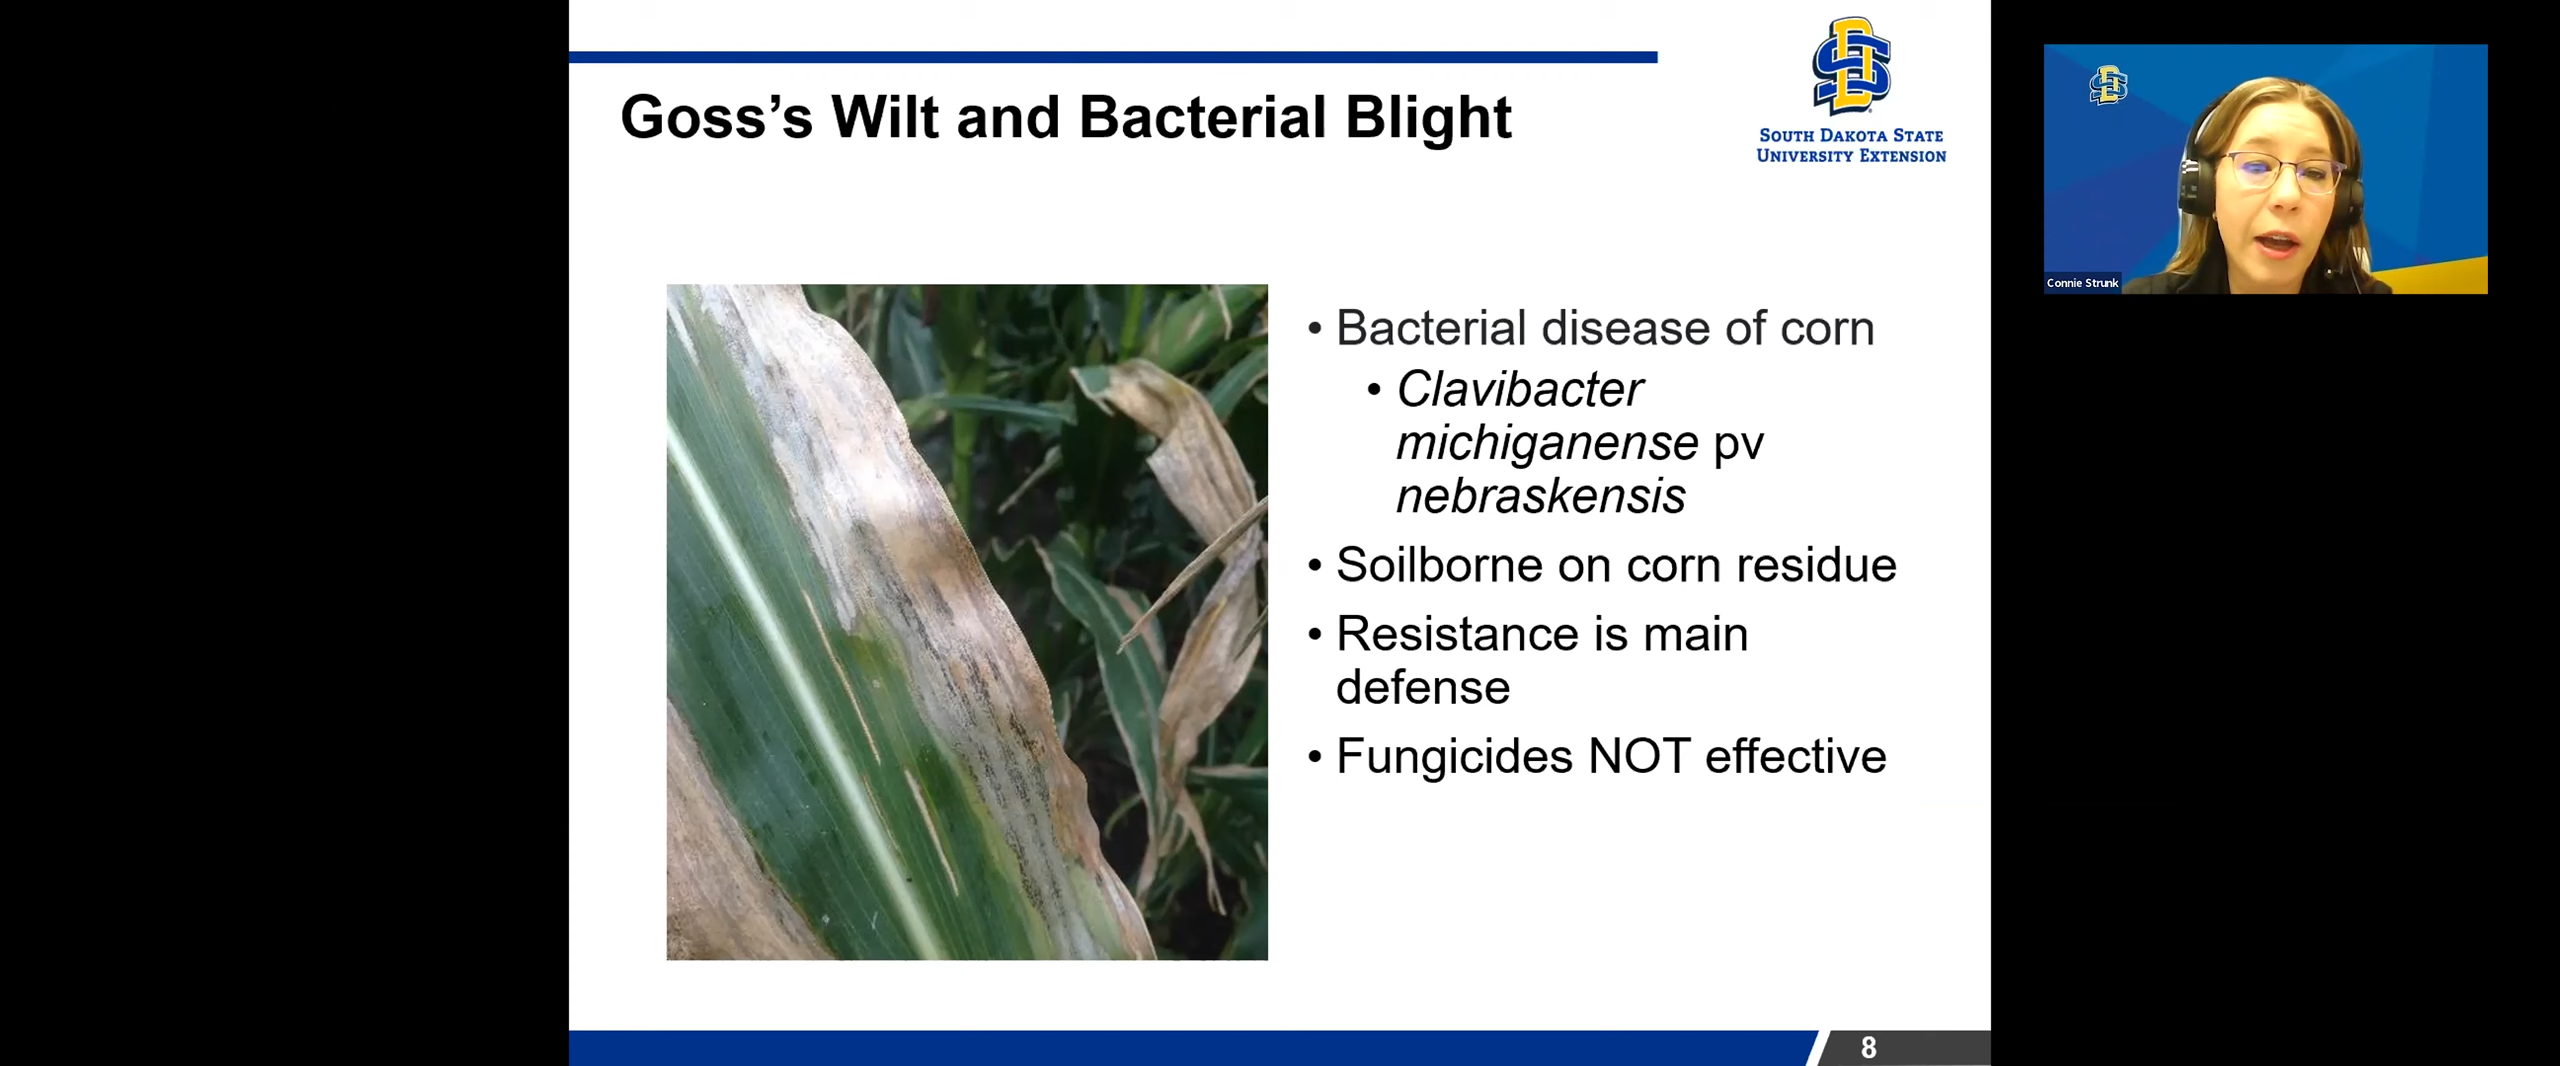 Goss’s Wilt and Bacterial Blight
SOUTH DAKOTA STATE
UNIVERSITY EXTENSION
• Bacterial disease of corn
• Clavibacter
michiganense pv
nebraskensis
• Soilborne on corn residue
• Resistance is main
defense
• Fungicides NOT effective
8
Connie Strunk